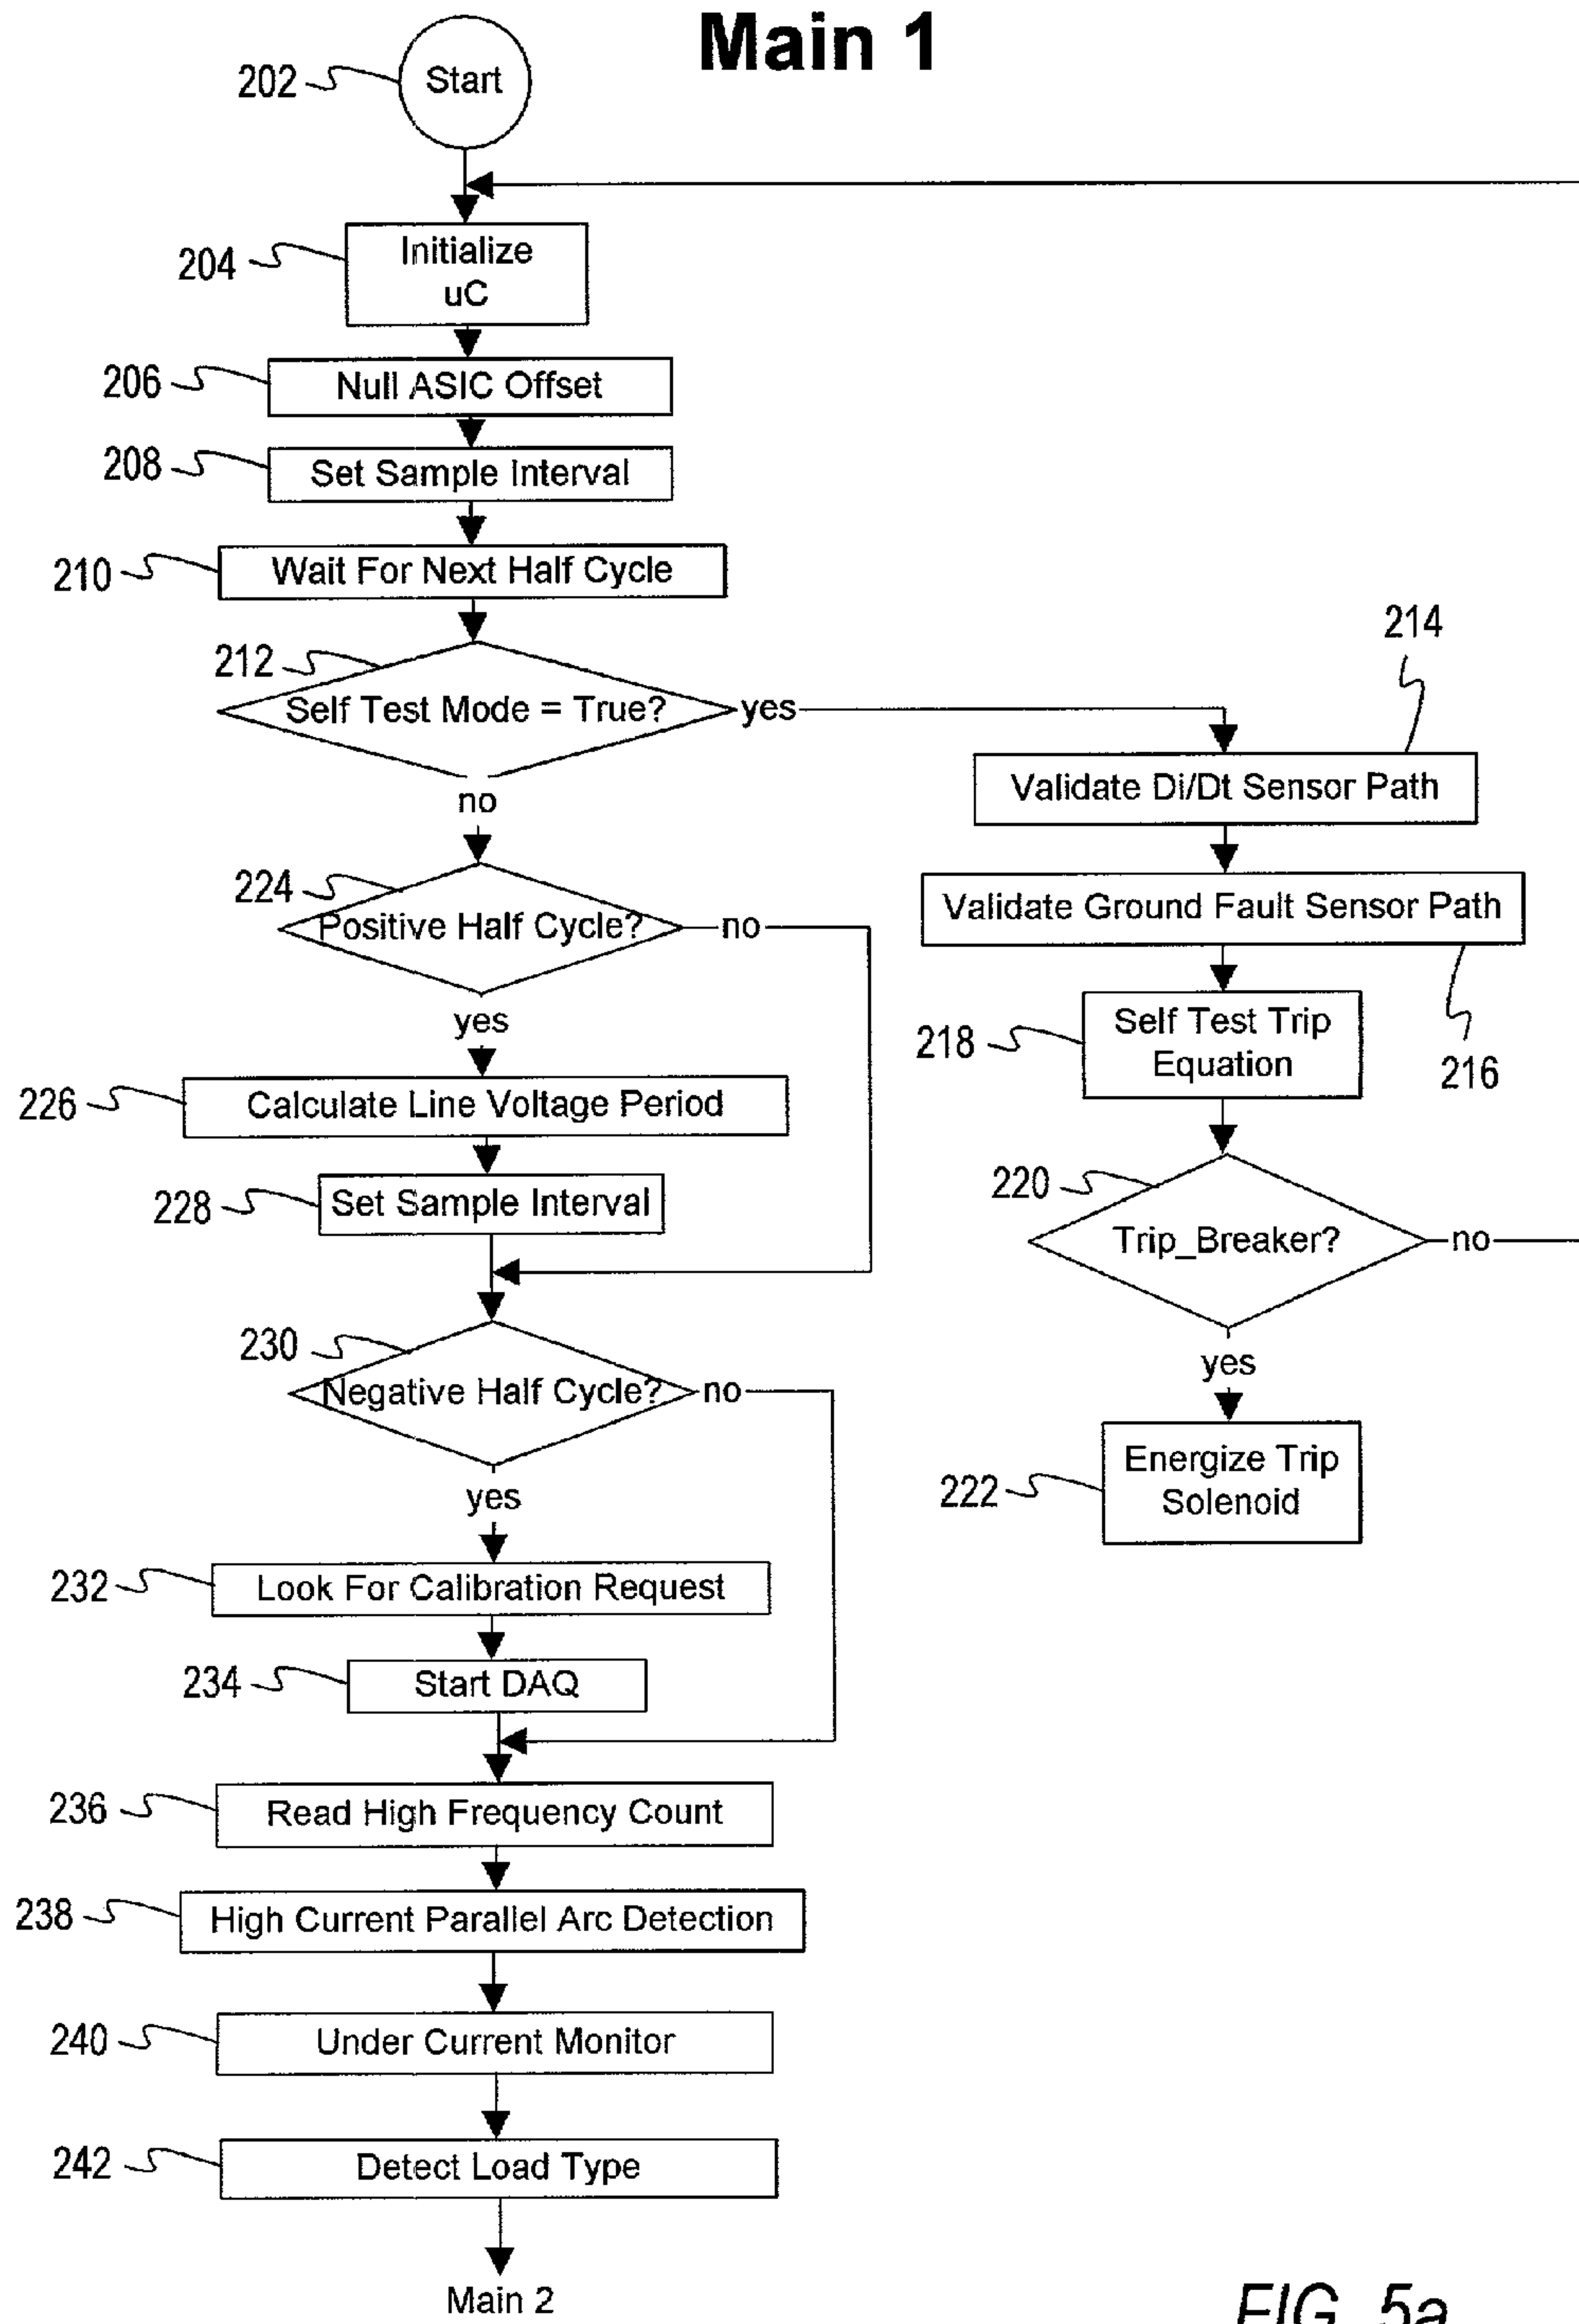 Main 1
202
Start
204
Initialize
uC
206
Null ASIC Offset
208
Set Sample Interval
210
Wait For Next Half Cycle
212
Self Test Mode = True?
yes
no
214
Validate Di/Dt Sensor Path
Validate Ground Fault Sensor Path
216
218
Self Test Trip
Equation
220
Trip_Breaker?
no
yes
222
Energize Trip
Solenoid
224
Positive Half Cycle?
no
yes
226
Calculate Line Voltage Period
228
Set Sample Interval
230
Negative Half Cycle?
no
yes
232
Look For Calibration Request
234
Start DAQ
236
Read High Frequency Count
238
High Current Parallel Arc Detection
240
Under Current Monitor
242
Detect Load Type
Main 2
FIG. 5a